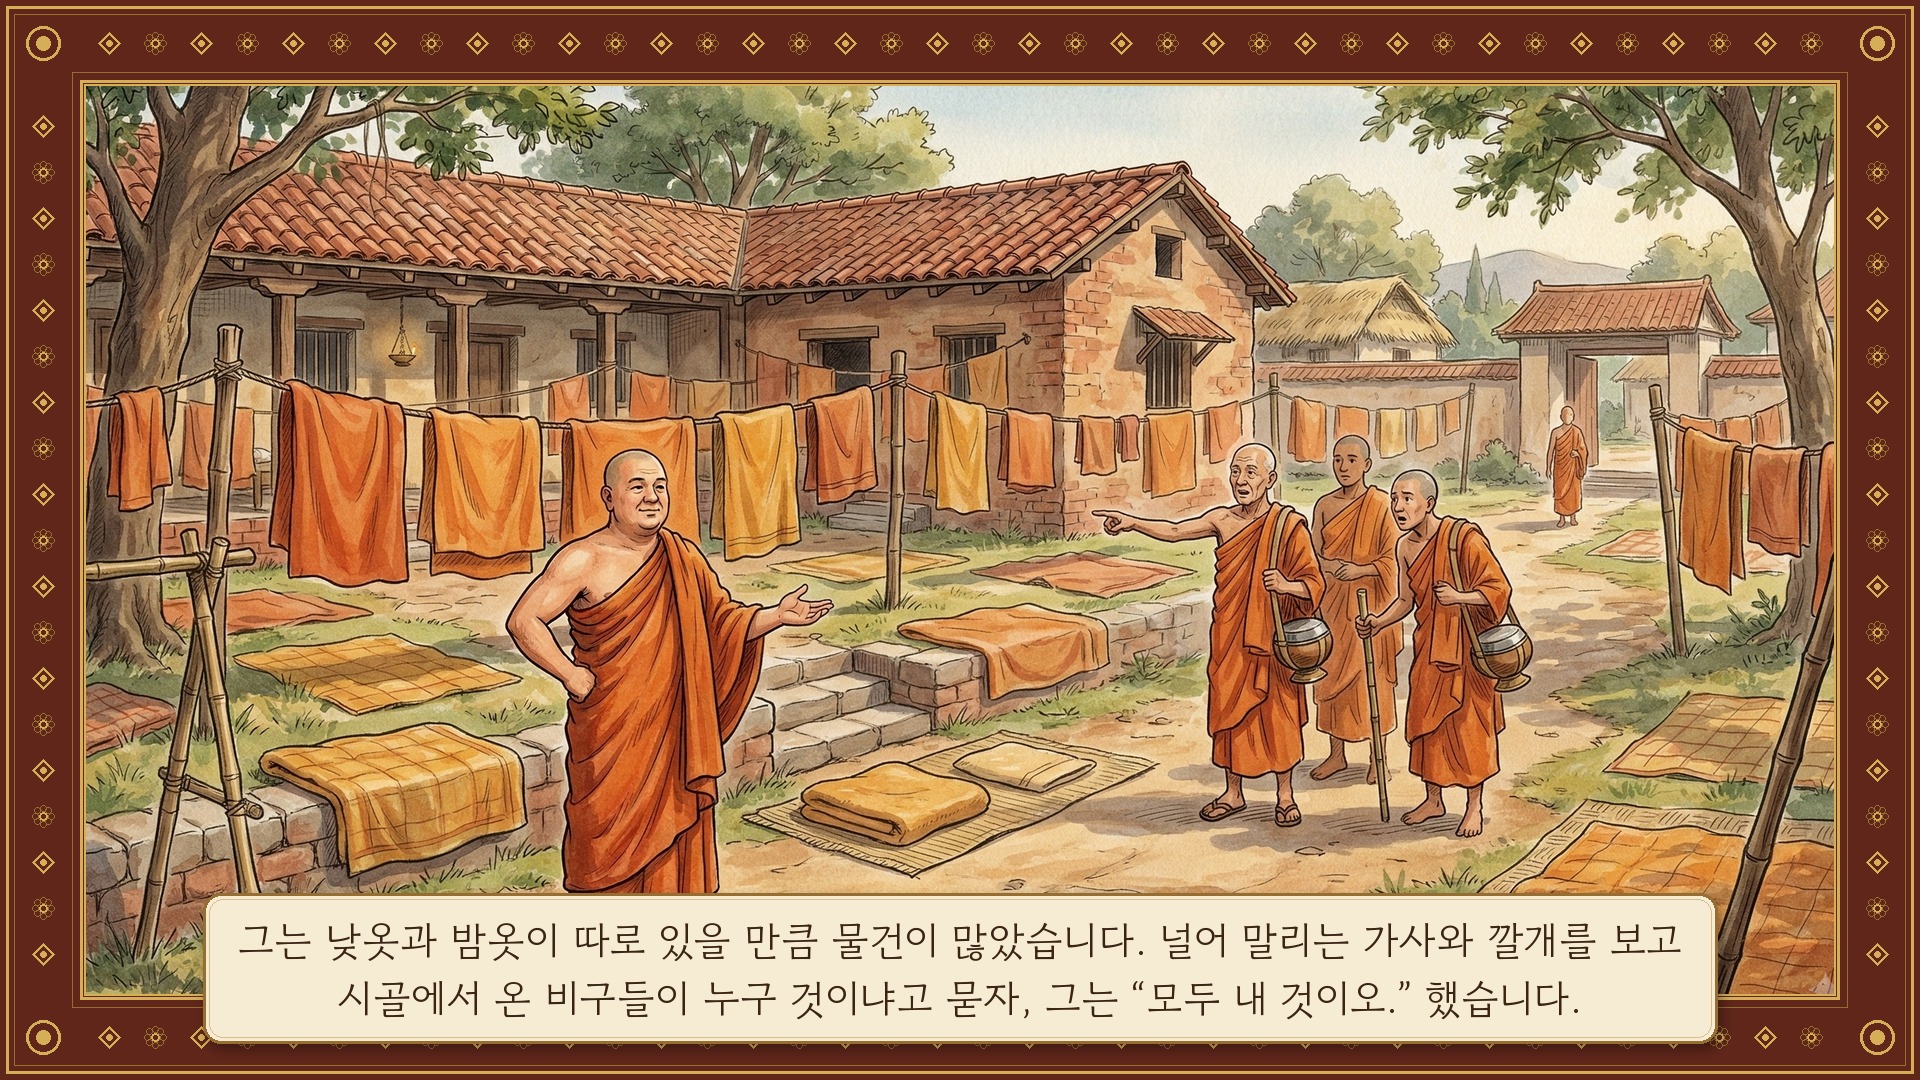 그는 낮옷과 밤옷이 따로 있을 만큼 물건이 많았습니다. 널어 말리는 가사와 깔개를 보고
시골에서 온 비구들이 누구 것이냐고 묻자, 그는 “모두 내 것이오.” 했습니다.